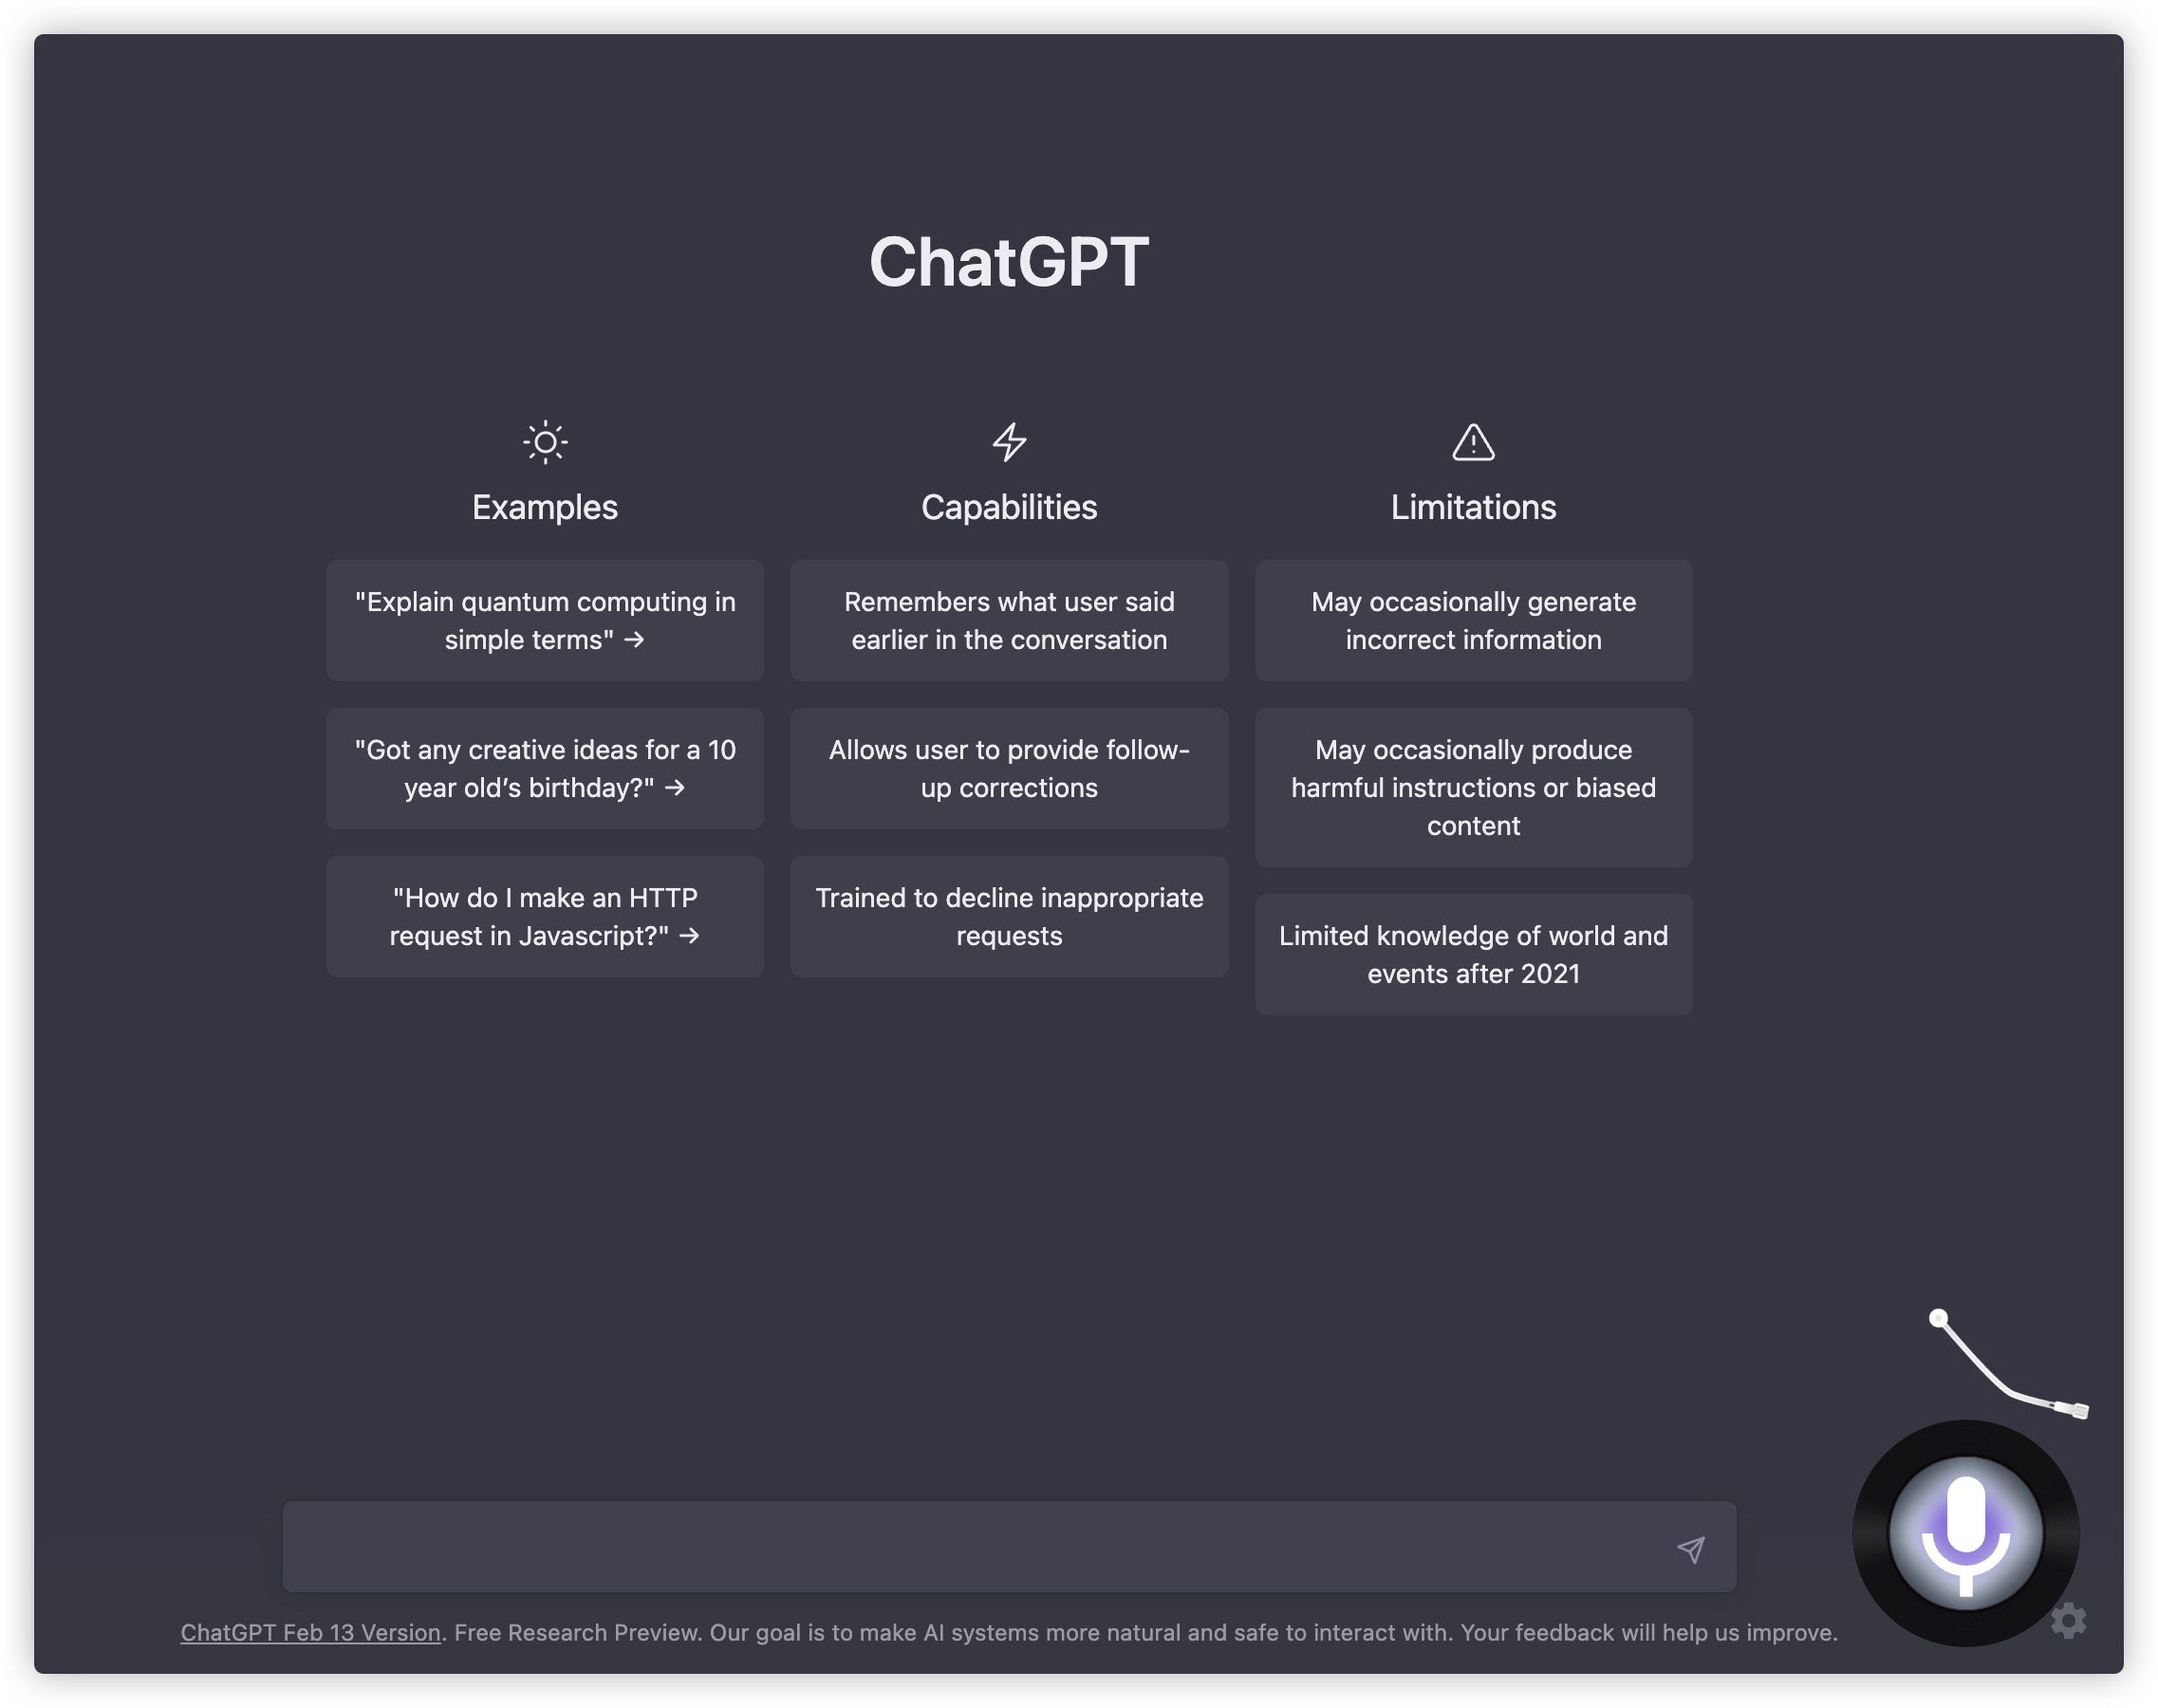 ChatGPT
Examples
"Explain quantum computing in
simple terms" →
"Got any creative ideas for a 10
year old’s birthday?" →
"How do I make an HTTP
request in Javascript?" →
Capabilities
Remembers what user said
earlier in the conversation
Allows user to provide follow-
up corrections
Trained to decline inappropriate
requests
Limitations
May occasionally generate
incorrect information
May occasionally produce
harmful instructions or biased
content
Limited knowledge of world and
events after 2021
ChatGPT Feb 13 Version. Free Research Preview. Our goal is to make AI systems more natural and safe to interact with. Your feedback will help us improve.